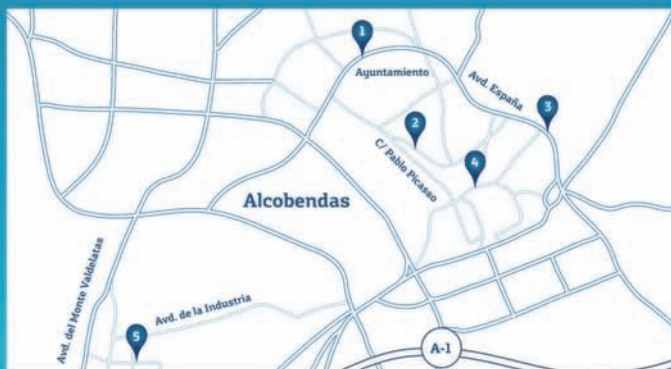 1
Ayuntamiento
Avd. España
3
2
C/ Pablo Picasso
4
Alcobendas
Avd. del Monte Valdelatas
Avd. de la Industria
5
A-1